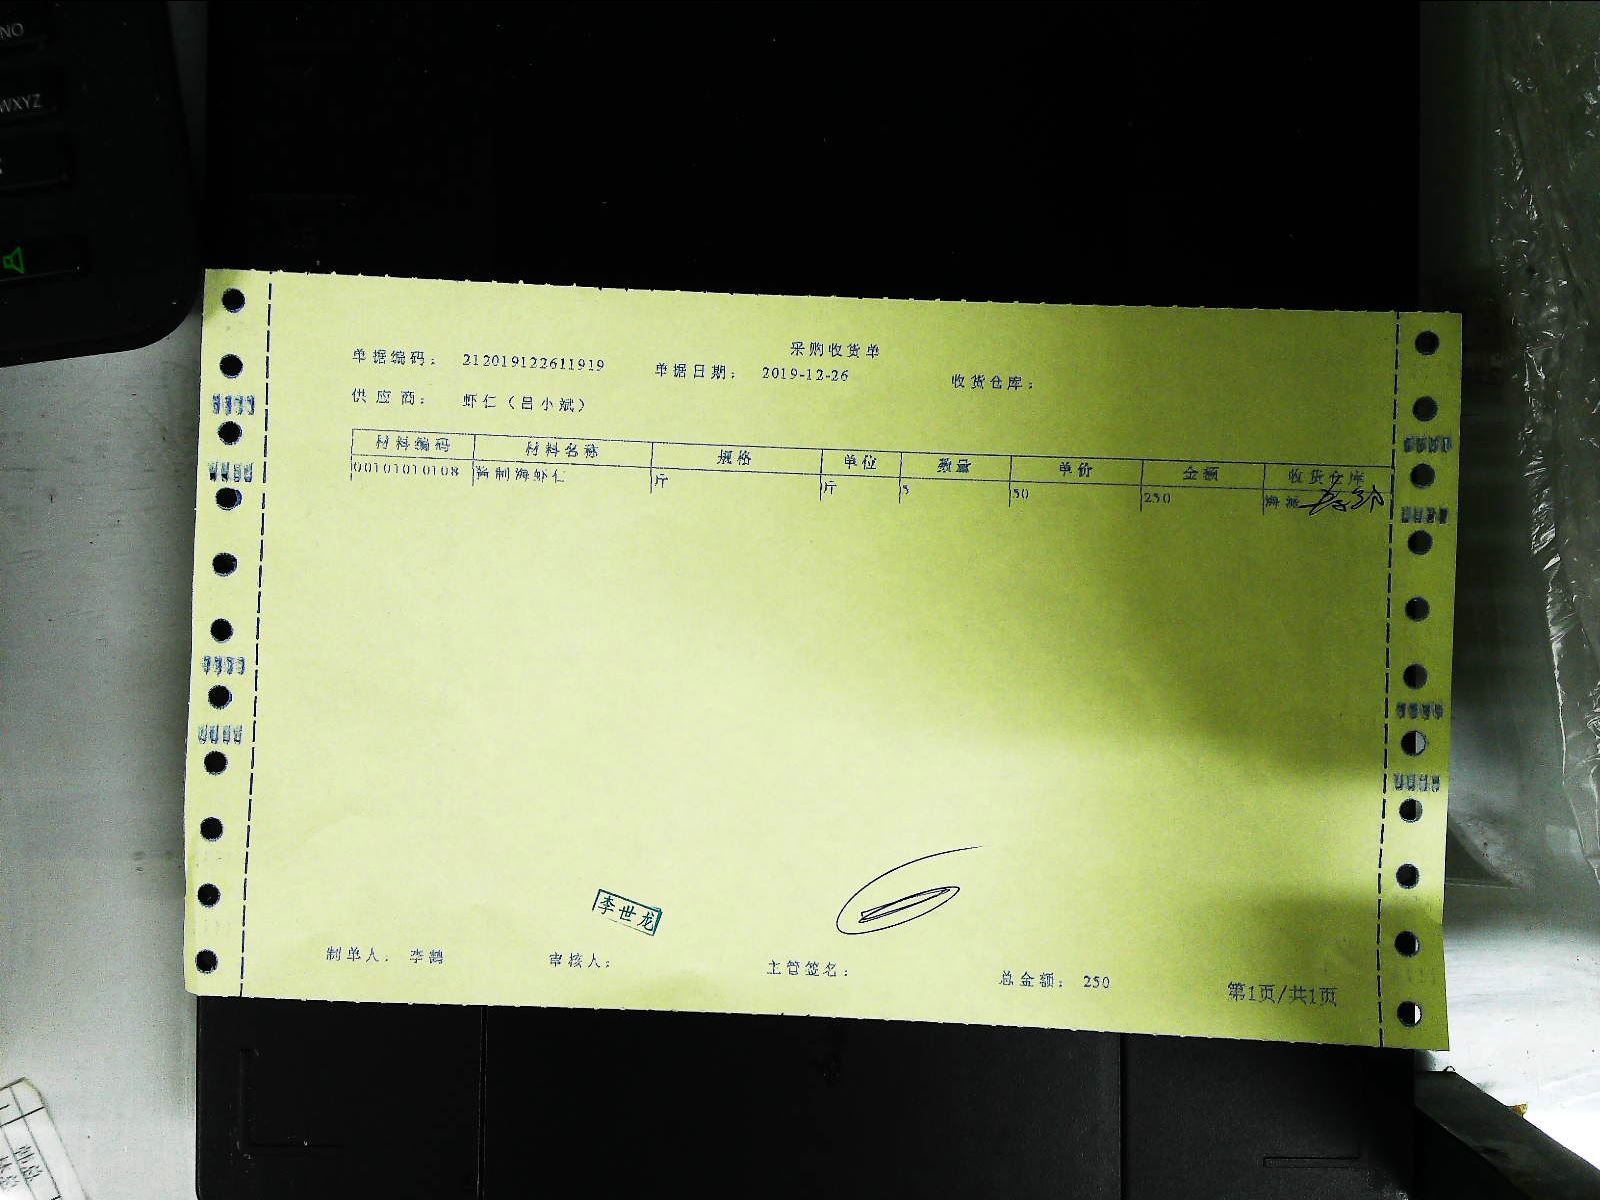 NO
WXYZ
采购收货单
单据编码： 212019122611919 单据日期： 2019-12-26 收货仓库：
供应商： 虾仁（吕小斌）
材料编码 材料名称 规格 单位 数量 单价 金额 收货仓库
00101010108 酱制海虾仁 斤 斤 5 50 250
李世龙
制单人： 李鹊 审核人： 主管签名： 总金额： 250
第1页/共1页